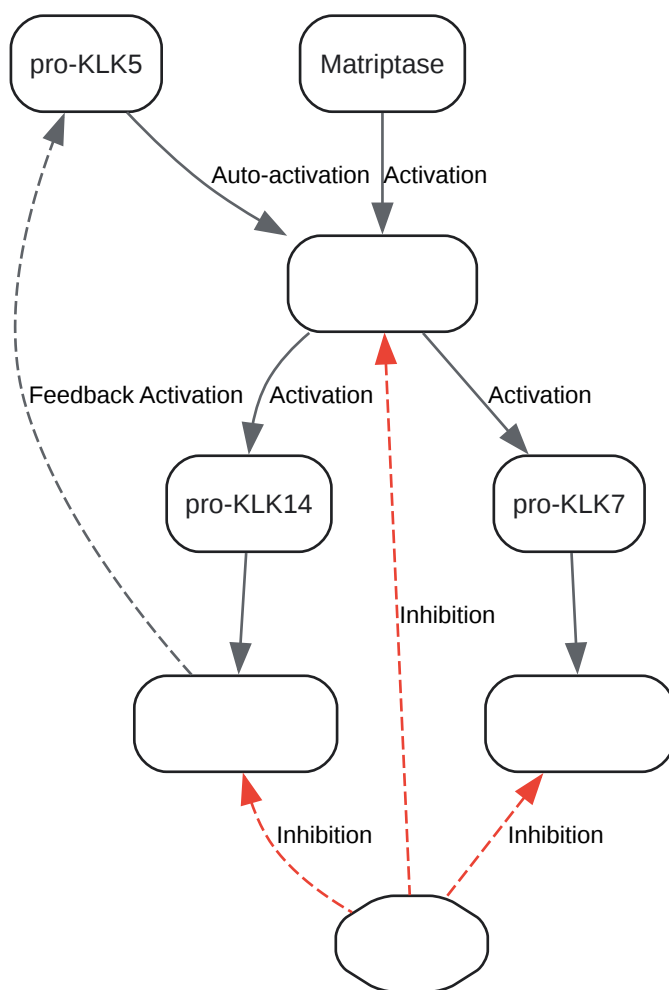 pro-KLK5
Matriptase
Auto-activation
Activation
Feedback Activation
Activation
Activation
pro-KLK14
pro-KLK7
Inhibition
Inhibition
Inhibition